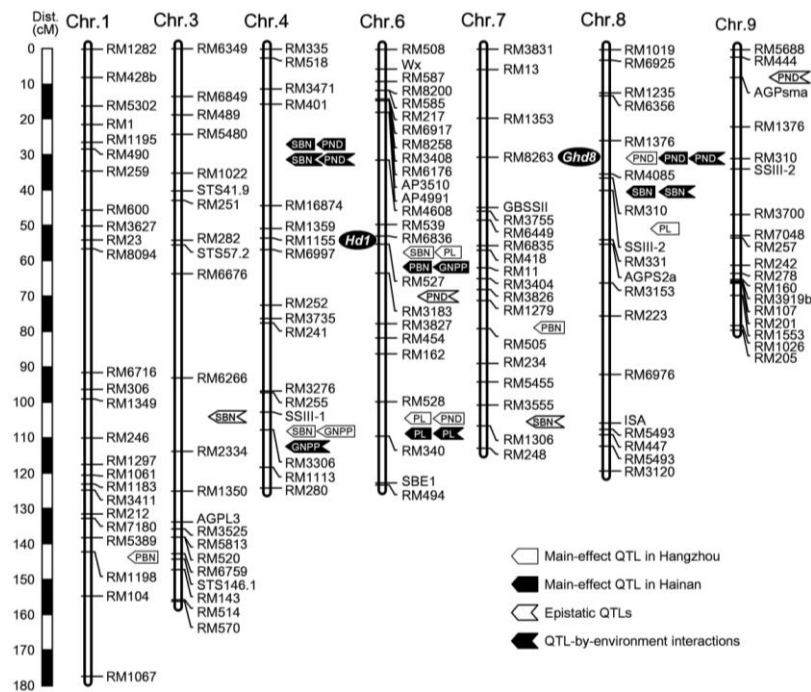 Dist.
(cM)
0
10
20
30
40
50
60
70
80
90
100
110
120
130
140
150
160
170
180
Chr.1
RM1282
RM428b
RM5302
RM1
RM1195
RM490
RM259
RM600
RM3627
RM23
RM8094
RM6716
RM306
RM1349
RM246
RM1297
RM1061
RM1183
RM3411
RM212
RM7180
RM5389
PBN
RM1198
RM104
RM1067
Chr.3
RM6349
RM6849
RM489
RM5480
RM1022
STS41.9
RM251
RM282
STS57.2
RM6676
RM6266
SBN
RM2334
RM1350
AGPL3
RM3525
RM5813
RM520
RM6759
STS146.1
RM143
RM514
RM570
Chr.4
RM335
RM518
RM3471
RM401
SBN PND
SBN PND
RM16874
RM1359
RM1155
RM6997
RM252
RM3735
RM241
RM3276
RM255
SSIII-1
SBN GNPP
GNPP
RM3306
RM1113
RM280
Chr.6
RM508
Wx
RM587
RM8200
RM585
RM217
RM6917
RM8258
RM3408
RM6176
AP3510
AP4991
RM4608
RM539
Hd1
RM6836
SBN PL
PBN GNPP
RM527
PND
RM3183
RM3827
RM454
RM162
RM528
PL PND
PL PL
RM340
SBE1
RM494
Chr.7
RM3831
RM13
RM1353
RM8263
GBSSII
RM3755
RM6449
RM6835
RM418
RM11
RM3404
RM3826
RM1279
PBN
RM505
RM234
RM5455
RM3555
SBN
RM1306
RM248
Chr.8
RM1019
RM6925
RM1235
RM6356
RM1376
Ghd8
PND PND PND
RM4085
SBN SBN
RM310
PL
SSIII-2
RM331
AGPS2a
RM3153
RM223
RM6976
ISA
RM5493
RM447
RM5493
RM3120
Chr.9
RM5688
RM444
PND
AGPsma
RM1376
RM310
SSIII-2
RM3700
RM7048
RM257
RM242
RM278
RM160
RM3919b
RM107
RM201
RM1553
RM1026
RM205
Main-effect QTL in Hangzhou
Main-effect QTL in Hainan
Epistatic QTLs
QTL-by-environment interactions